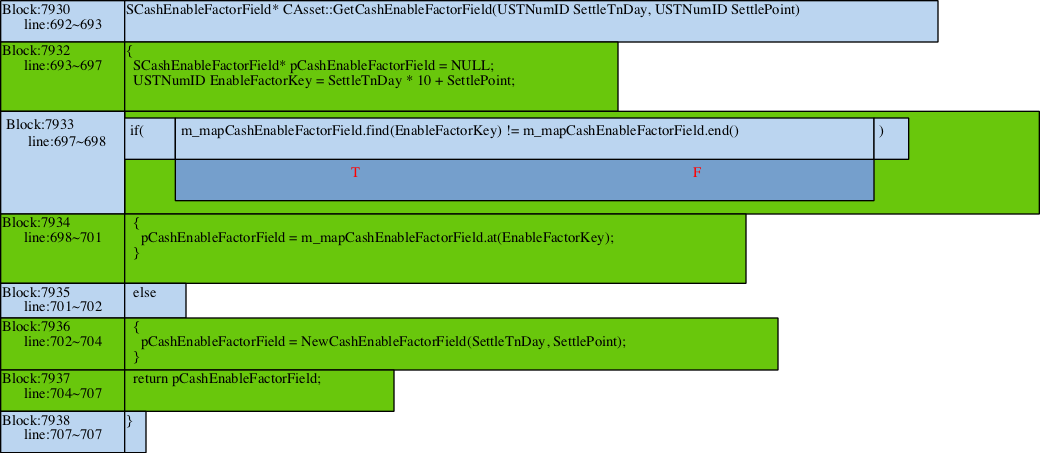 Block:7930 SCashEnableFactorField* CAsset::GetCashEnableFactorField(USTNumID SettleTnDay, USTNumID SettlePoint)
line:692~693
Block:7932 {
line:693~697 SCashEnableFactorField* pCashEnableFactorField = NULL;
USTNumID EnableFactorKey = SettleTnDay * 10 + SettlePoint;
Block:7933 if( m_mapCashEnableFactorField.find(EnableFactorKey) != m_mapCashEnableFactorField.end() )
line:697~698
T F
Block:7934 {
line:698~701 pCashEnableFactorField = m_mapCashEnableFactorField.at(EnableFactorKey);
}
Block:7935 else
line:701~702
Block:7936 {
line:702~704 pCashEnableFactorField = NewCashEnableFactorField(SettleTnDay, SettlePoint);
}
Block:7937 return pCashEnableFactorField;
line:704~707
Block:7938 }
line:707~707